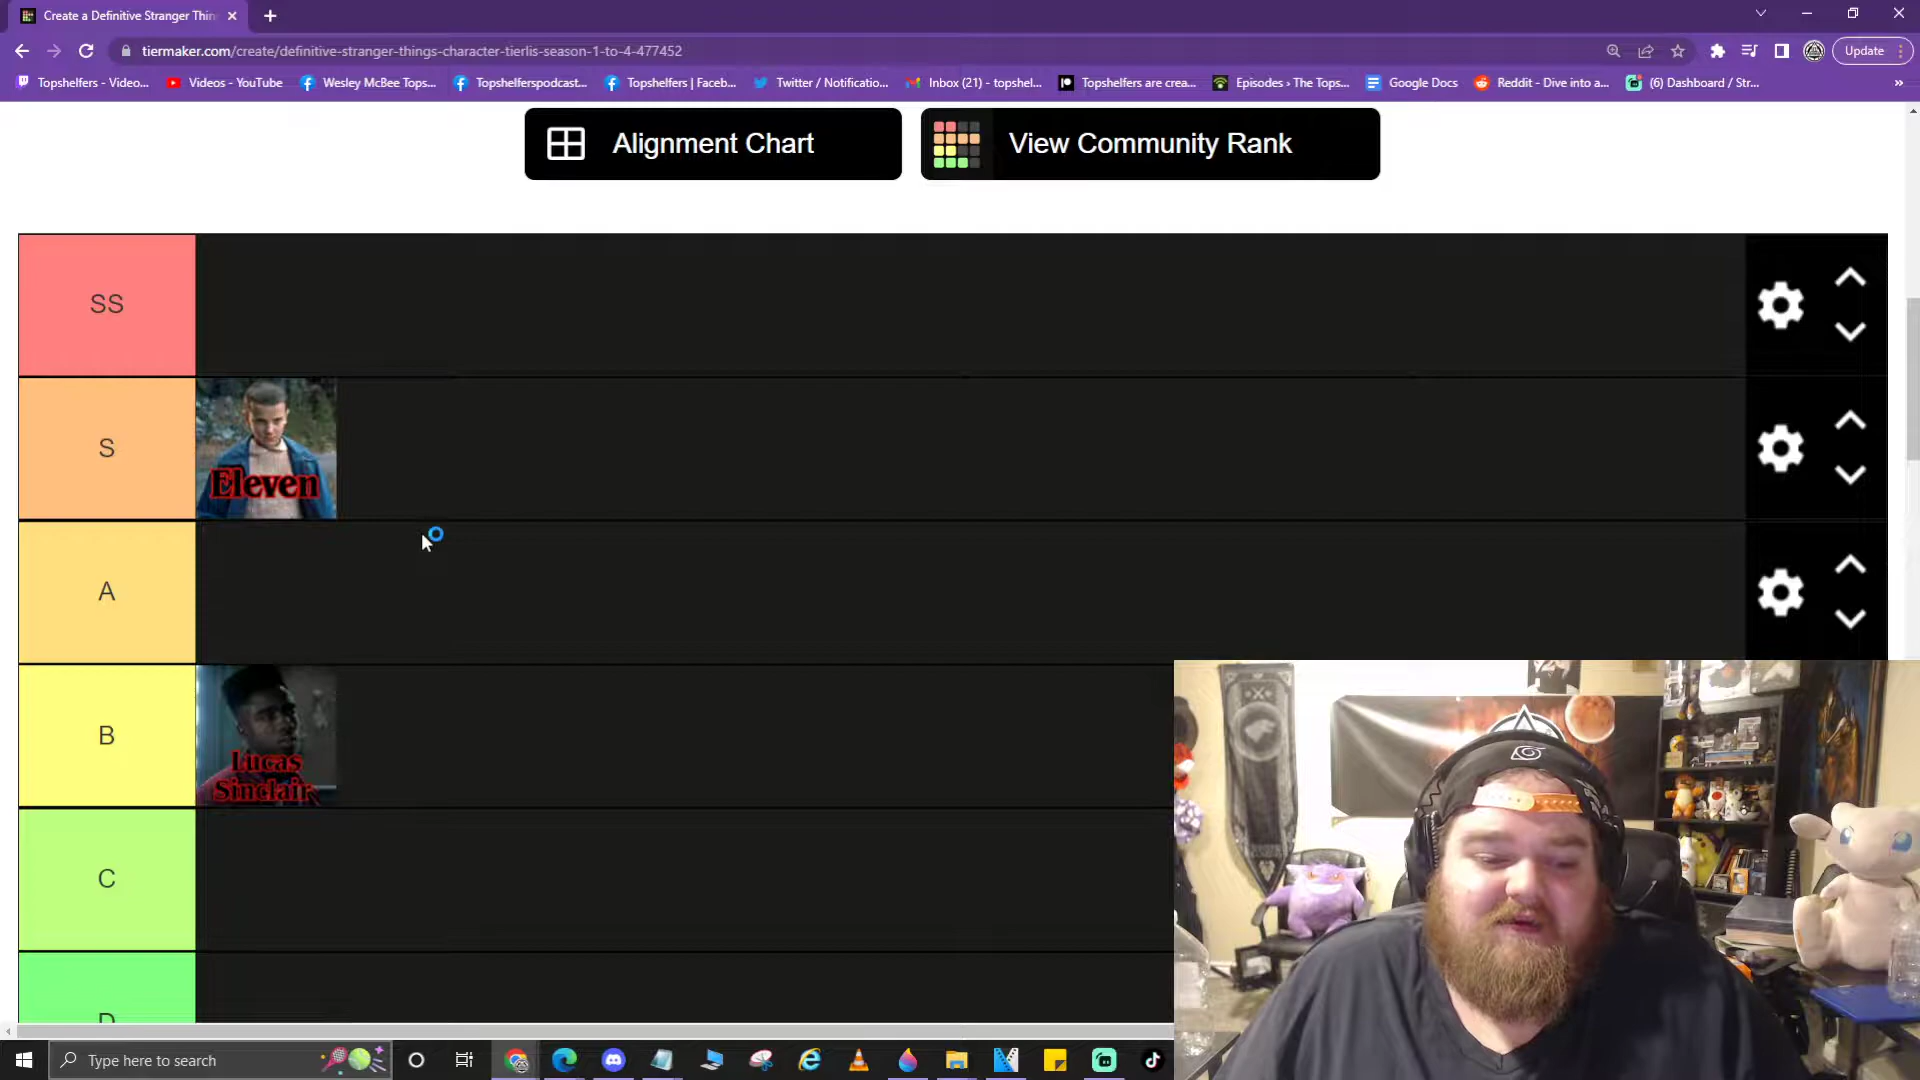 Create a Definitive Stranger Thin
tiermaker.com/create/definitive-stranger-things-character-tierlis-season-1-to-4-477452
Update
Topshelfers - Video...
Videos - YouTube
Wesley McBee Tops...
Topshelferspodcast...
Topshelfers | Faceb...
Twitter / Notificatio...
Inbox (21) - topshel...
Topshelfers are crea...
Episodes › The Tops...
Google Docs
Reddit - Dive into a...
(6) Dashboard / Str...
»
Alignment Chart
View Community Rank
SS
S
Eleven
A
B
Lucas
Sinclair
C
D
Type here to search